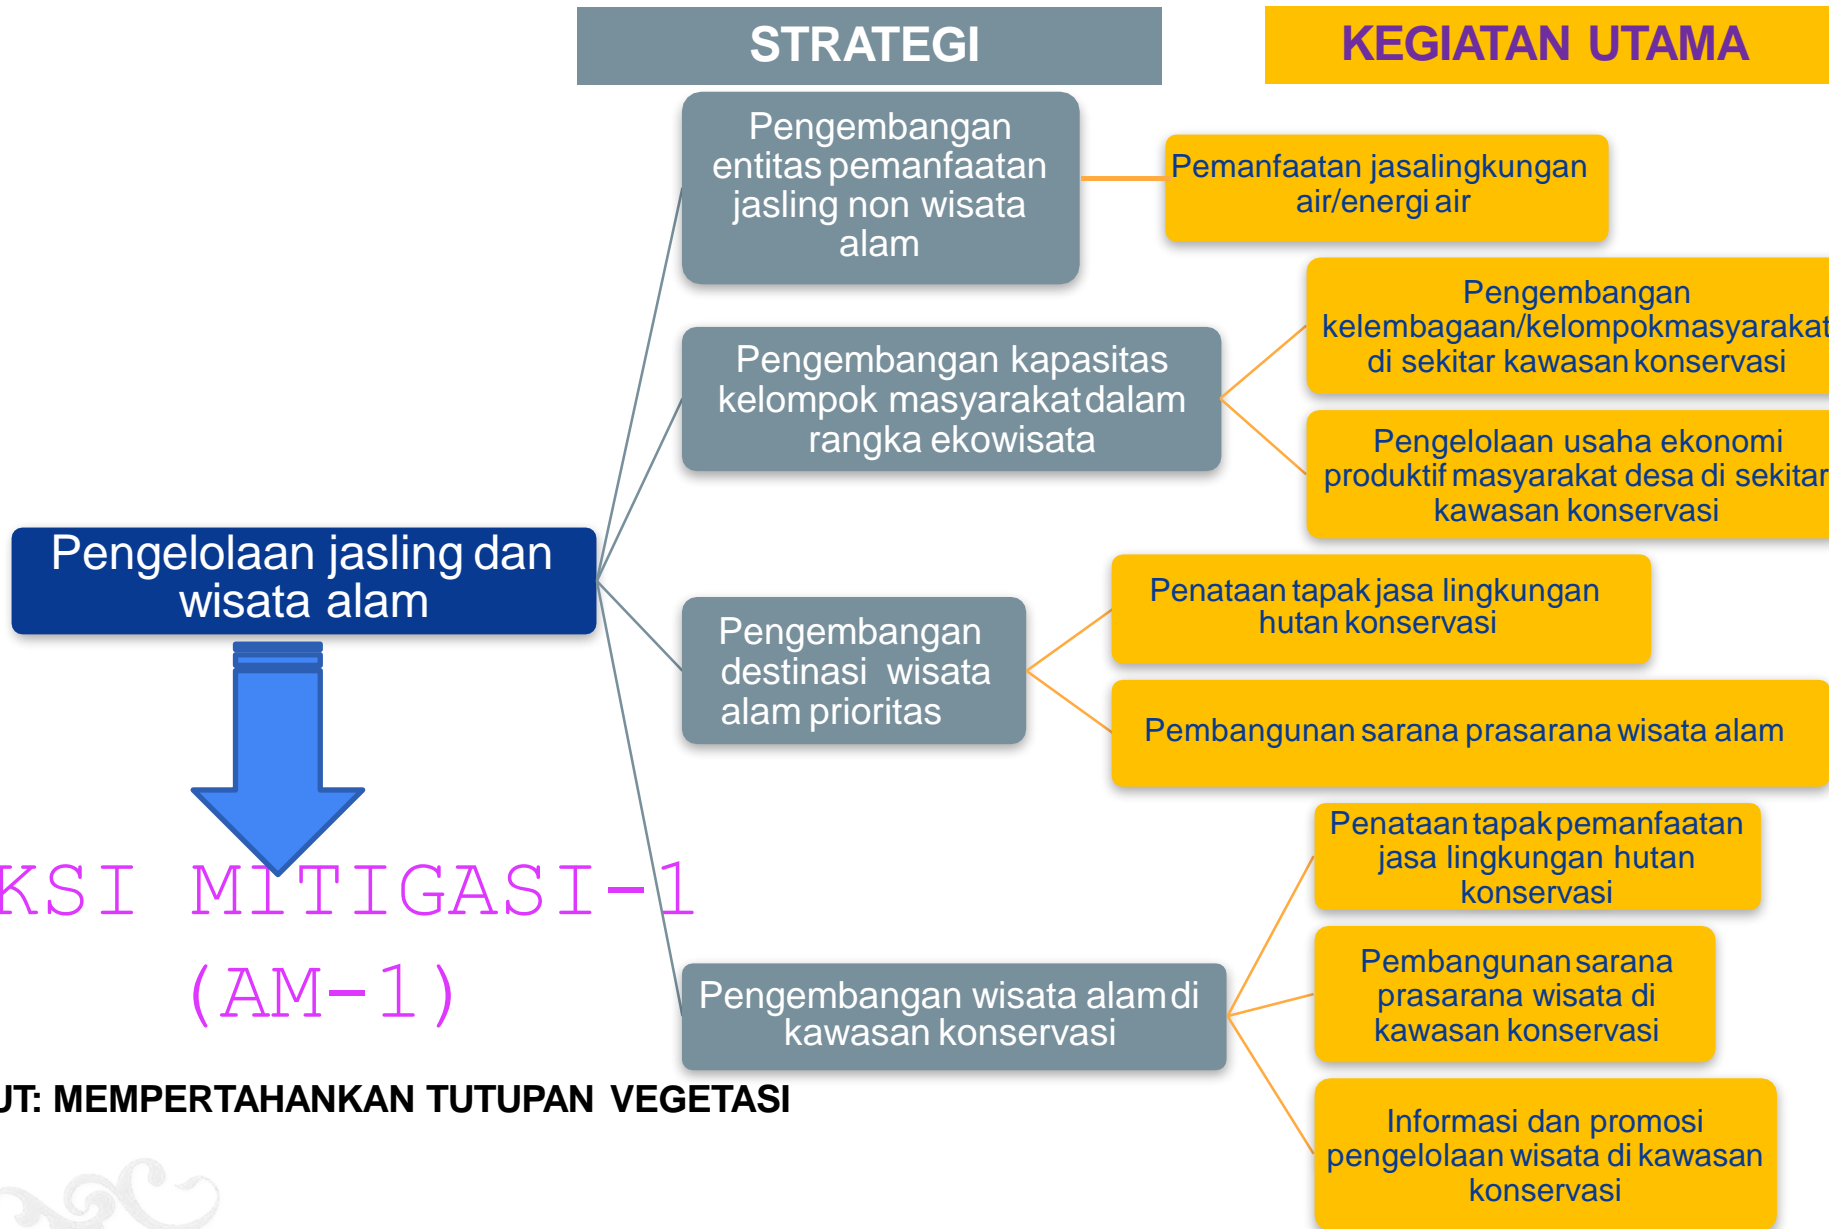 STRATEGI
KEGIATAN UTAMA
Pengembangan
entitas pemanfaatan
jasling non wisata
alam
Pemanfaatan jasalingkungan
air/energi air
Pengembangan kapasitas
kelompok masyarakat dalam
rangka ekowisata
Pengembangan
kelembagaan/kelompokmasyarakat
di sekitar kawasan konservasi
Pengelolaan usaha ekonomi
produktif masyarakat desa di sekitar
kawasan konservasi
Pengelolaan jasling dan
wisata alam
Pengembangan
destinasi wisata
alam prioritas
Penataan tapak jasa lingkungan
hutan konservasi
Pembangunan sarana prasarana wisata alam
KSI MITIGASI-1
(AM-1)
Pengembangan wisata alam di
kawasan konservasi
Penataan tapak pemanfaatan
jasa lingkungan hutan
konservasi
Pembangunan sarana
prasarana wisata di
kawasan konservasi
Informasi dan promosi
pengelolaan wisata di kawasan
konservasi
UT: MEMPERTAHANKAN TUTUPAN VEGETASI